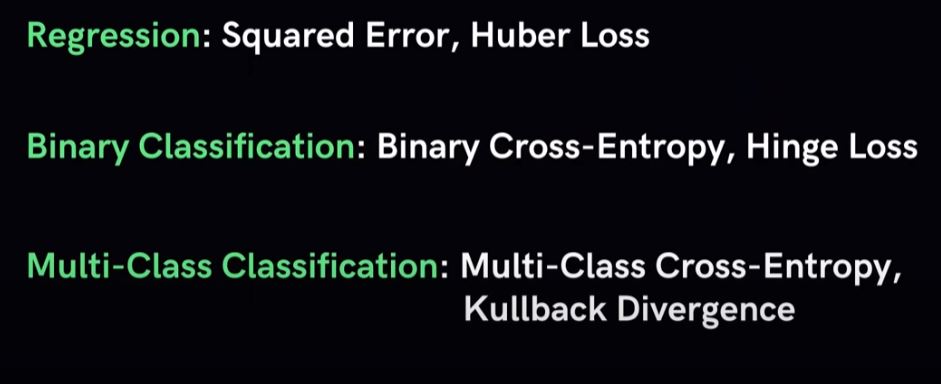 Regression: Squared Error, Huber Loss
Binary Classification: Binary Cross-Entropy, Hinge Loss
Multi-Class Classification: Multi-Class Cross-Entropy,
Kullback Divergence